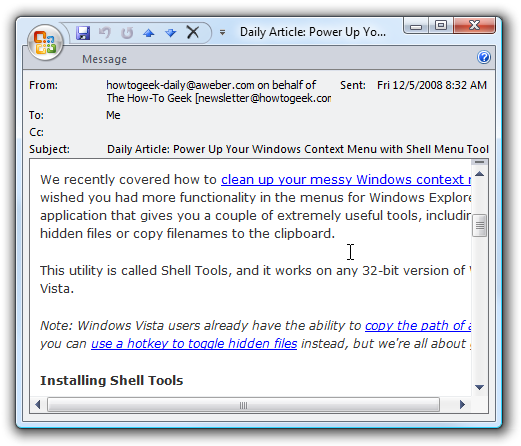 Daily Article: Power Up Yo...
Message
From: howtogeek-daily@aweber.com on behalf of Sent: Fri 12/5/2008 8:32 AM
The How-To Geek [newsletter@howtogeek.cor
To: Me
Cc:
Subject: Daily Article: Power Up Your Windows Context Menu with Shell Menu Tool
We recently covered how to clean up your messy Windows context
wished you had more functionality in the menus for Windows Explore
application that gives you a couple of extremely useful tools, includin
hidden files or copy filenames to the clipboard.
This utility is called Shell Tools, and it works on any 32-bit version of
Vista.
Note: Windows Vista users already have the ability to copy the path of a
you can use a hotkey to toggle hidden files instead, but we're all about
Installing Shell Tools